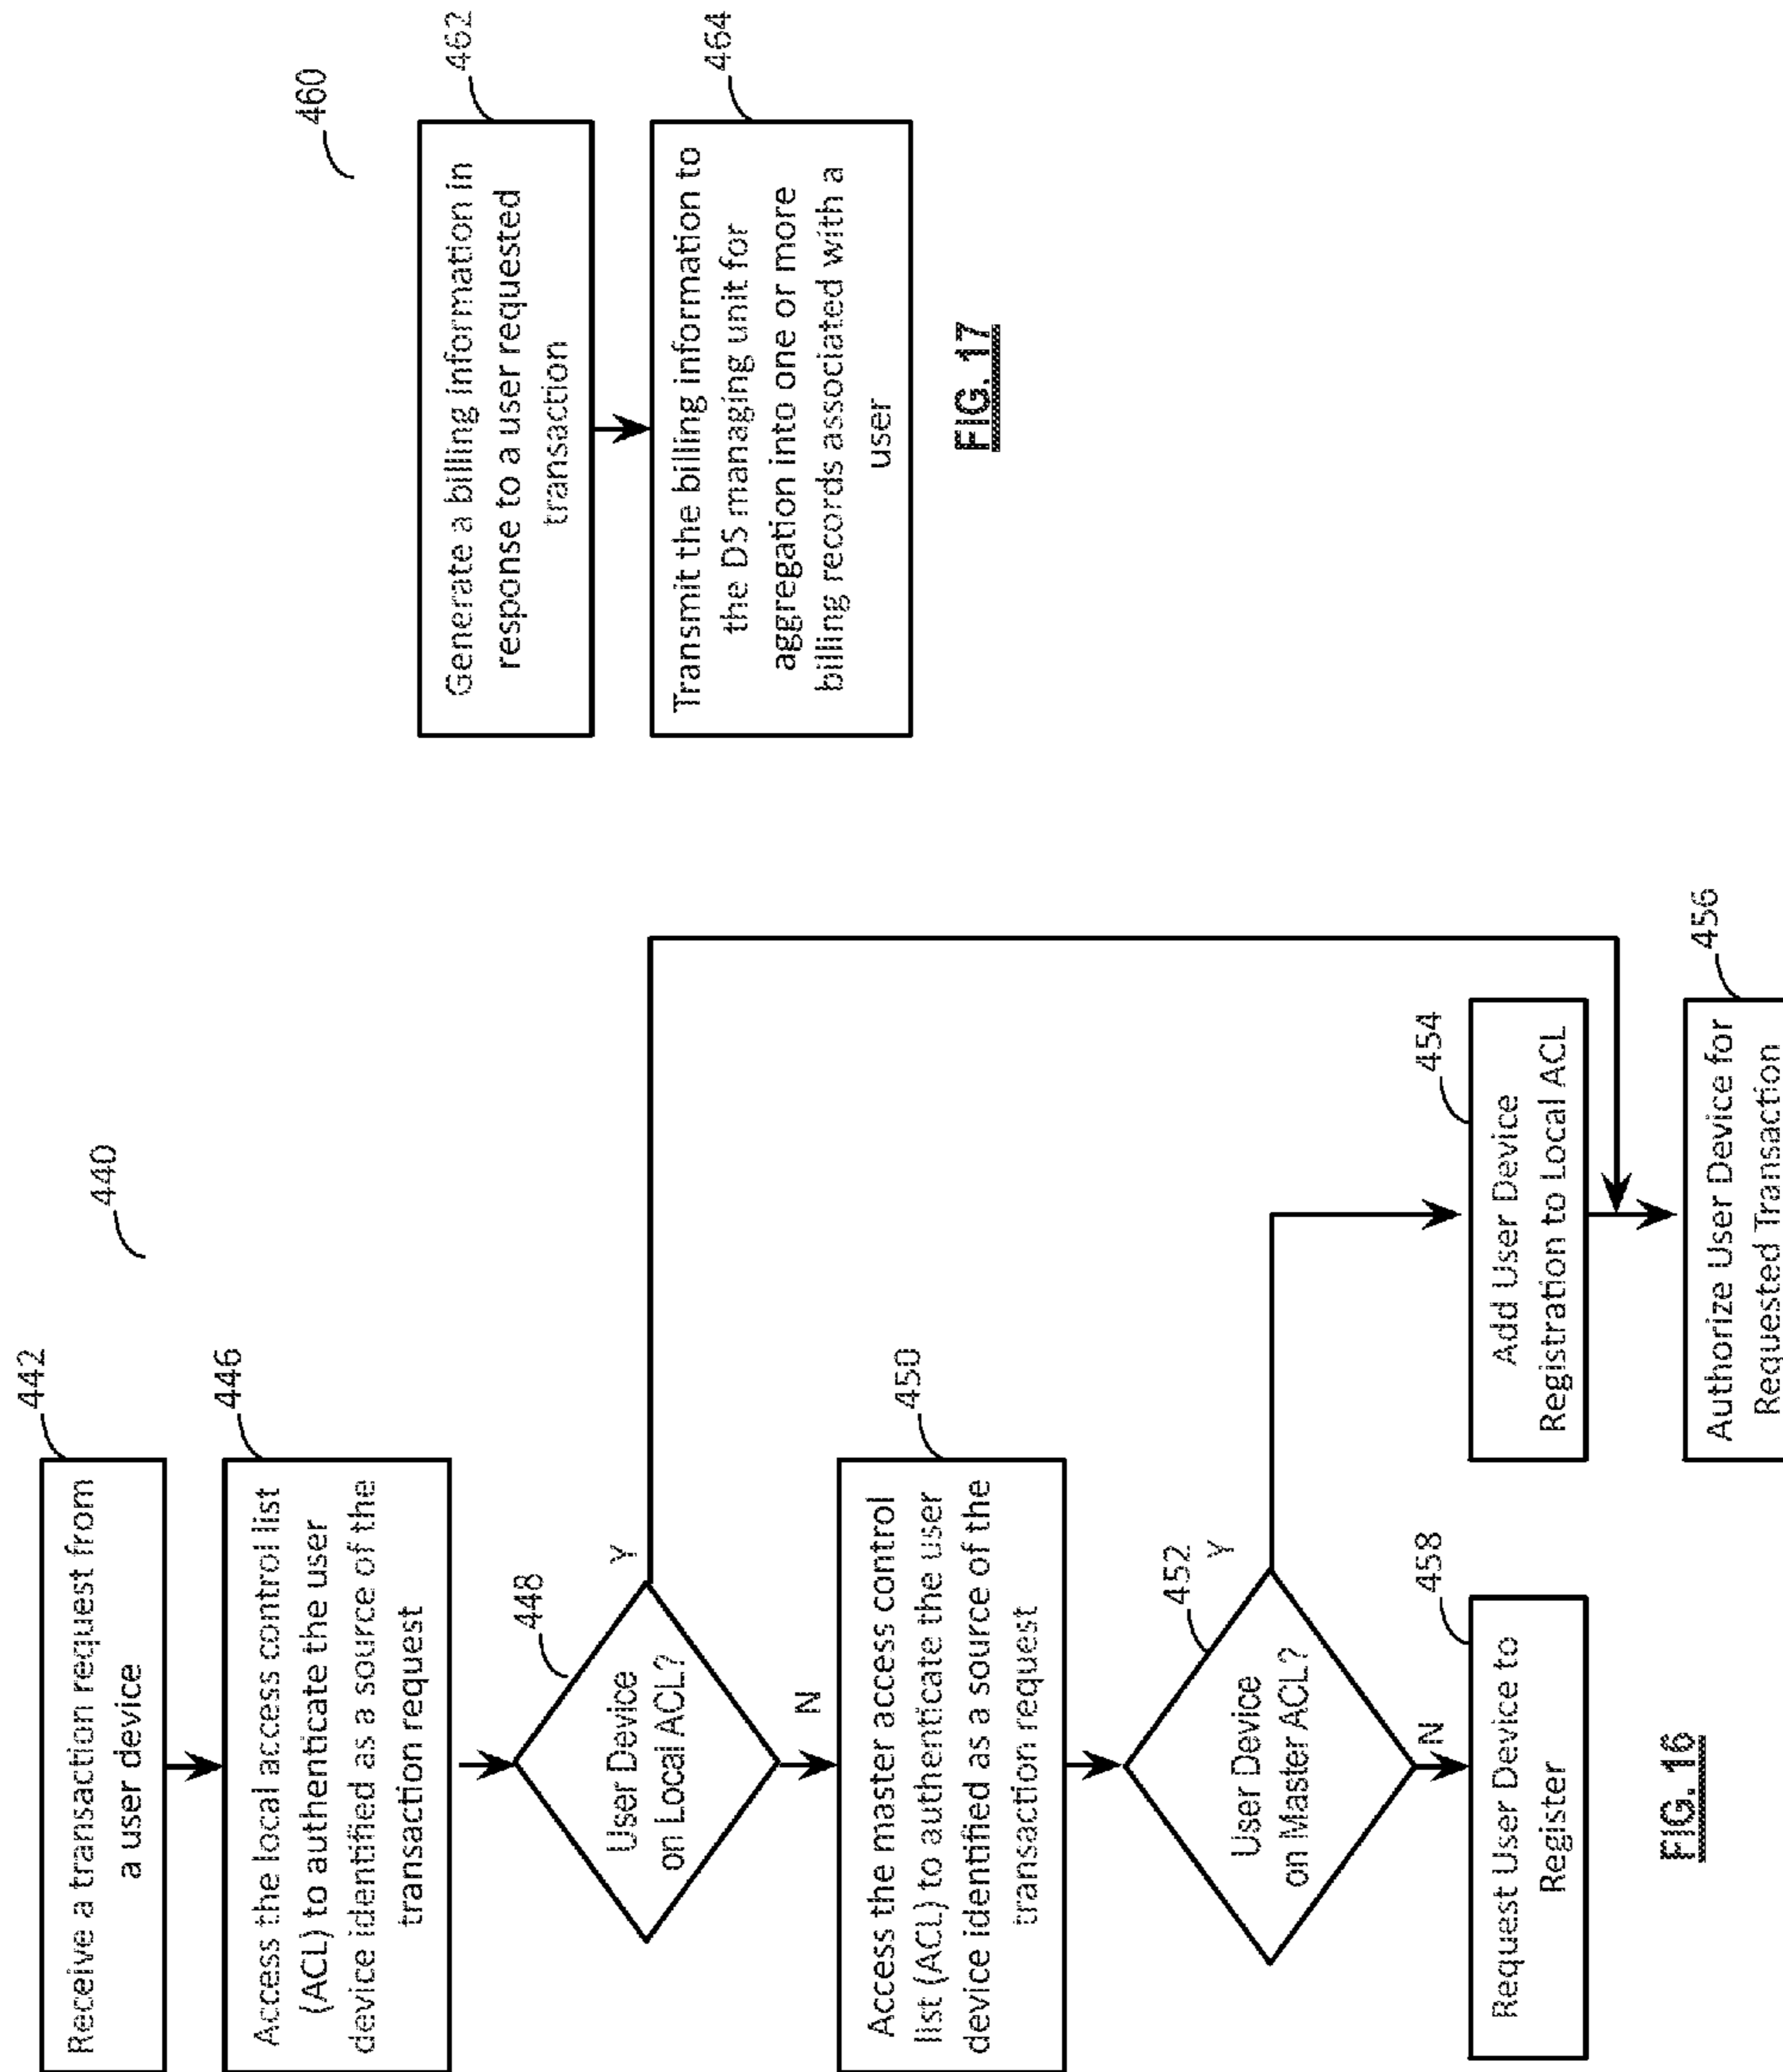 440
442
Receive a transaction request from
a user device
446
Access the local access control list
(ACL) to authenticate the user
device identified as a source of the
transaction request
448
User Device
on Local ACL?
Y
N
450
Access the master access control
list (ACL) to authenticate the user
device identified as a source of the
transaction request
452
User Device
on Master ACL?
Y
N
454
Add User Device
Registration to Local ACL
456
Authorize User Device for
Requested Transaction
458
Request User Device to
Register
FIG. 16
460
462
Generate a billing information in
response to a user requested
transaction
464
Transmit the billing information to
the DS managing unit for
aggregation into one or more
billing records associated with a
user
FIG. 17